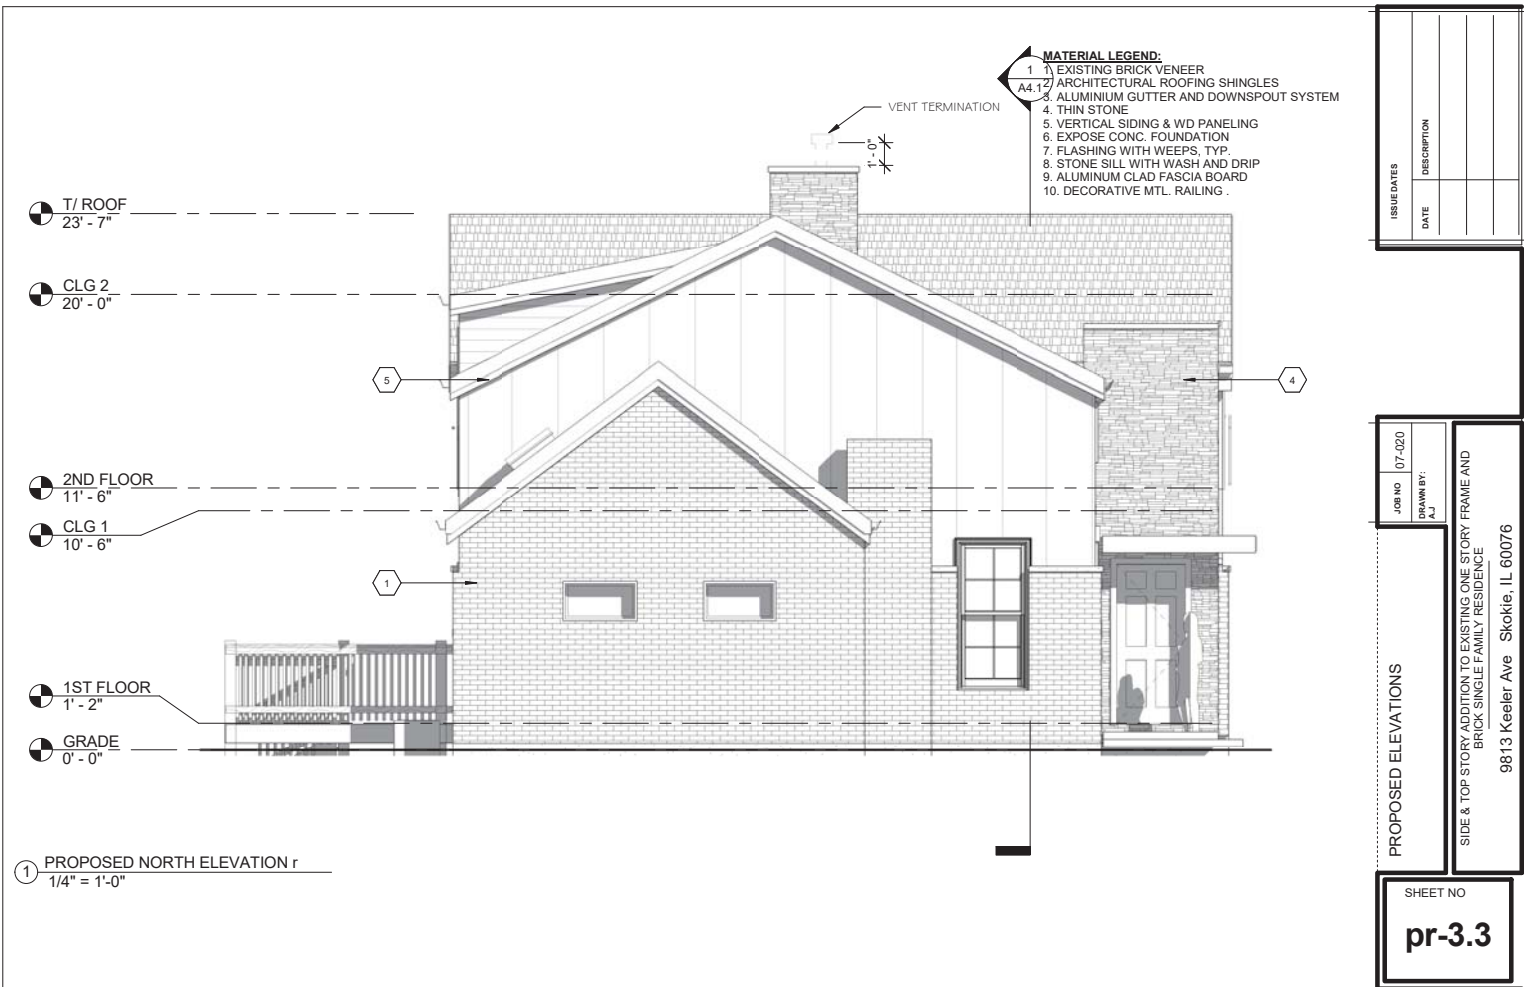 MATERIAL LEGEND:
1. EXISTING BRICK VENEER
2. ARCHITECTURAL ROOFING SHINGLES
3. ALUMINIUM GUTTER AND DOWNSPOUT SYSTEM
4. THIN STONE
5. VERTICAL SIDING & WD PANELING
6. EXPOSE CONC. FOUNDATION
7. FLASHING WITH WEEPS, TYP.
8. STONE SILL WITH WASH AND DRIP
9. ALUMINUM CLAD FASCIA BOARD
10. DECORATIVE MTL. RAILING .
1
A4.1
VENT TERMINATION
1' - 0"
T/ ROOF
23' - 7"
CLG 2
20' - 0"
5
4
2ND FLOOR
11' - 6"
CLG 1
10' - 6"
1
1ST FLOOR
1' - 2"
GRADE
0' - 0"
1
PROPOSED NORTH ELEVATION r
1/4" = 1'-0"
ISSUE DATES
DATE
DESCRIPTION
JOB NO
07-020
DRAWN BY:
AJ
PROPOSED ELEVATIONS
SIDE & TOP STORY ADDITION TO EXISTING ONE STORY FRAME AND
BRICK SINGLE FAMILY RESIDENCE
9813 Keeler Ave Skokie, IL 60076
SHEET NO
pr-3.3